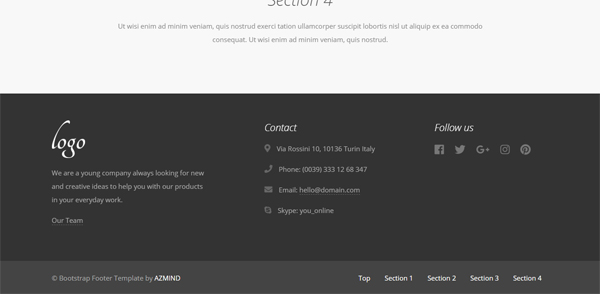 Section 4
Ut wisi enim ad minim veniam, quis nostrud exerci tation ullamcorper suscipit lobortis nisl ut aliquip ex ea commodo
consequat. Ut wisi enim ad minim veniam, quis nostrud.
logo
We are a young company always looking for new
and creative ideas to help you with our products
in your everyday work.
Our Team
Contact
Via Rossini 10, 10136 Turin Italy
Phone: (0039) 333 12 68 347
Email: hello@domain.com
Skype: you_online
Follow us
© Bootstrap Footer Template by AZMIND
Top Section 1 Section 2 Section 3 Section 4